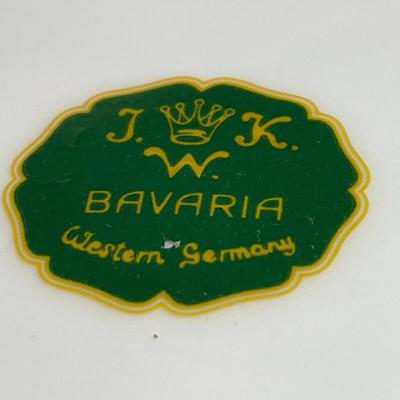 J. K.
W
BAVARIA
Western Germany